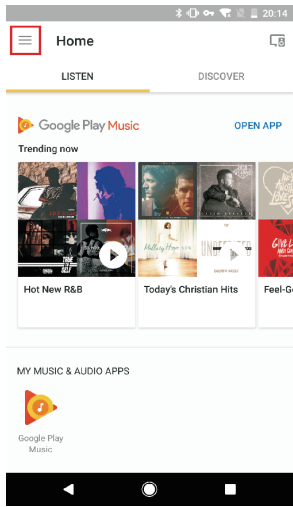 20:14
Home
LISTEN
DISCOVER
Google Play Music
OPEN APP
Trending now
Hot New R&B
Today's Christian Hits
Feel-G
MY MUSIC & AUDIO APPS
Google Play
Music